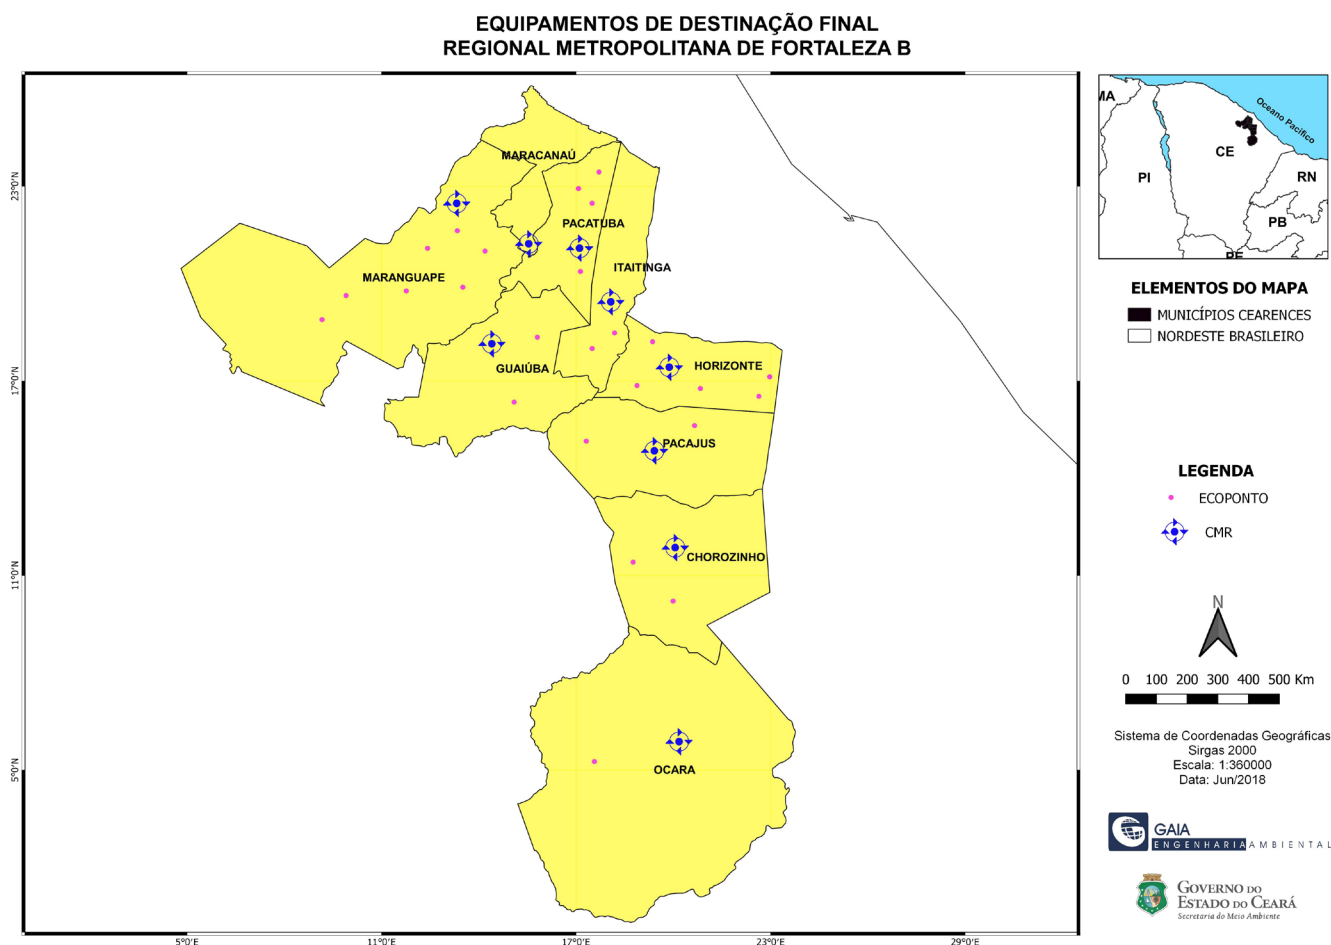 EQUIPAMENTOS DE DESTINAÇÃO FINAL
REGIONAL METROPOLITANA DE FORTALEZA B
MARACANAÚ
PACATUBA
ITAITINGA
MARANGUAPE
GUAIÚBA
HORIZONTE
PACAJUS
CHOROZINHO
OCARA
23°0'N
17°0'N
11°0'N
5°0'N
5°0'E
11°0'E
17°0'E
23°0'E
29°0'E
MA
Oceano Pacífico
CE
PI
RN
PB
PE
ELEMENTOS DO MAPA
MUNICÍPIOS CEARENCES
NORDESTE BRASILEIRO
LEGENDA
ECOPONTO
CMR
N
0 100 200 300 400 500 Km
Sistema de Coordenadas Geográficas
Sirgas 2000
Escala: 1:360000
Data: Jun/2018
GAIA
ENGENHARIA AMBIENTAL
GOVERNO DO
ESTADO DO CEARÁ
Secretaria do Meio Ambiente